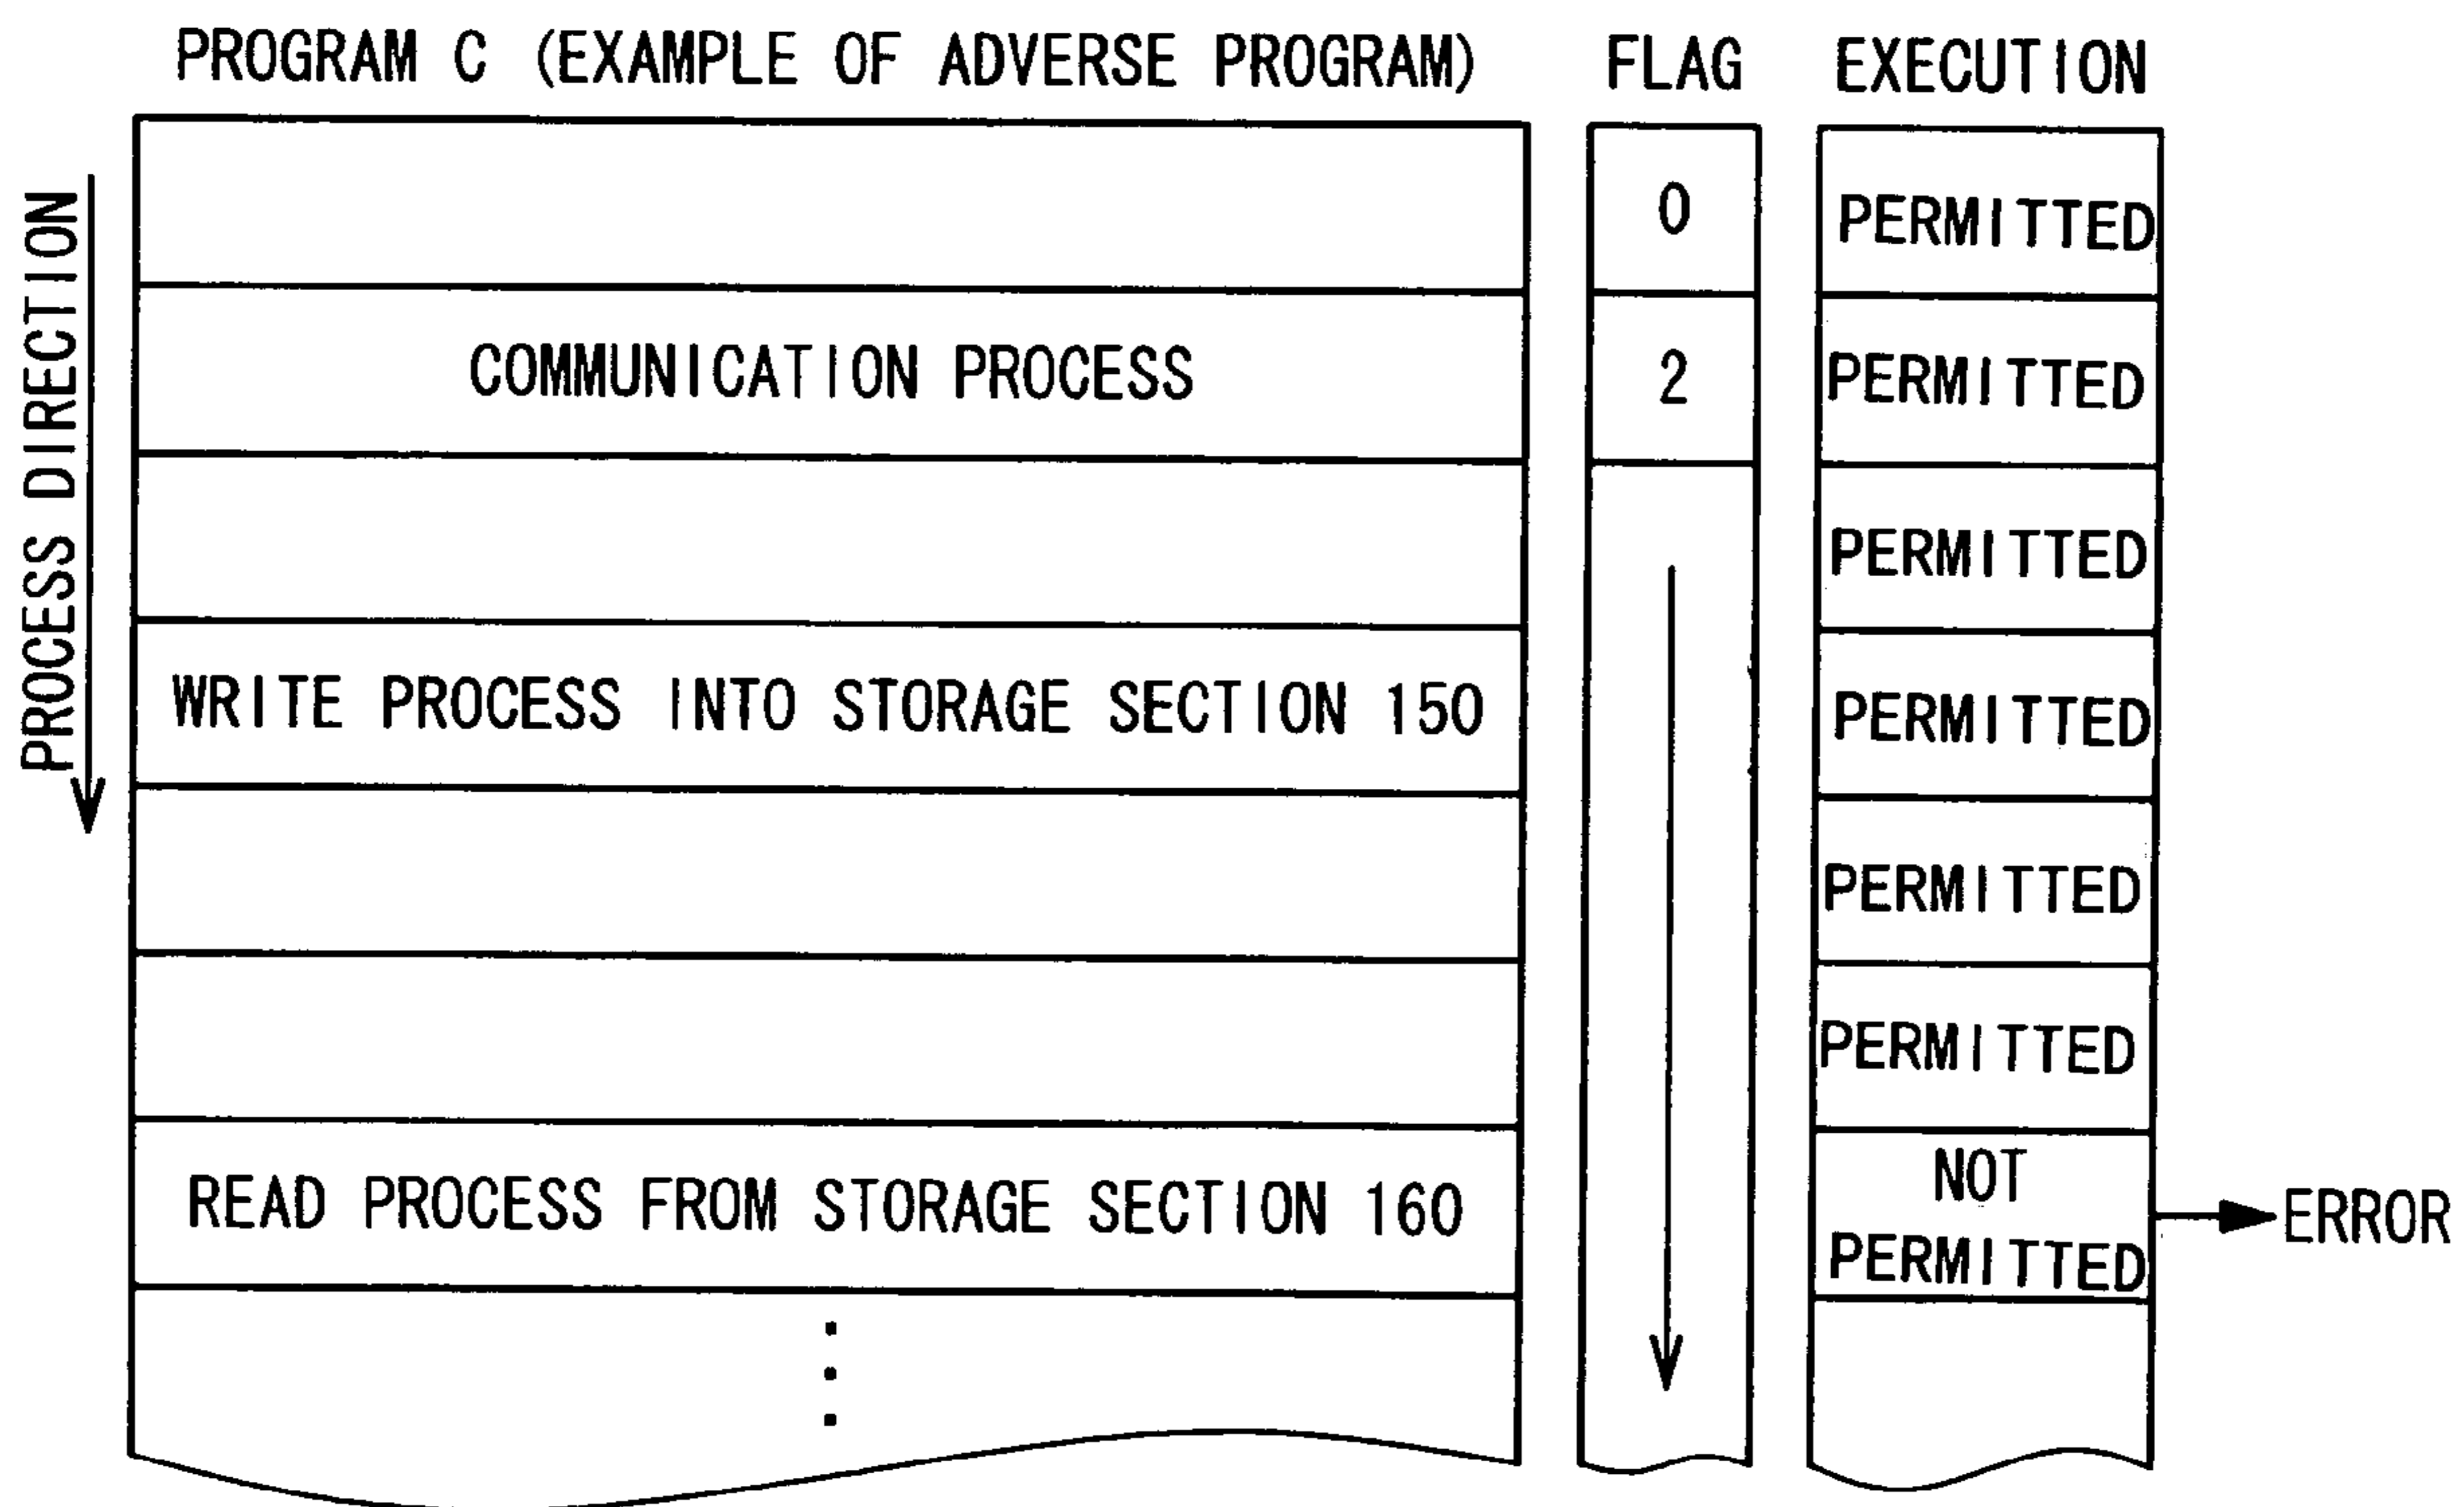 PROGRAM C (EXAMPLE OF ADVERSE PROGRAM) FLAG EXECUTION
PROCESS DIRECTION
0 PERMITTED
COMMUNICATION PROCESS 2 PERMITTED
PERMITTED
WRITE PROCESS INTO STORAGE SECTION 150 PERMITTED
PERMITTED
PERMITTED
READ PROCESS FROM STORAGE SECTION 160 NOT
PERMITTED
ERROR